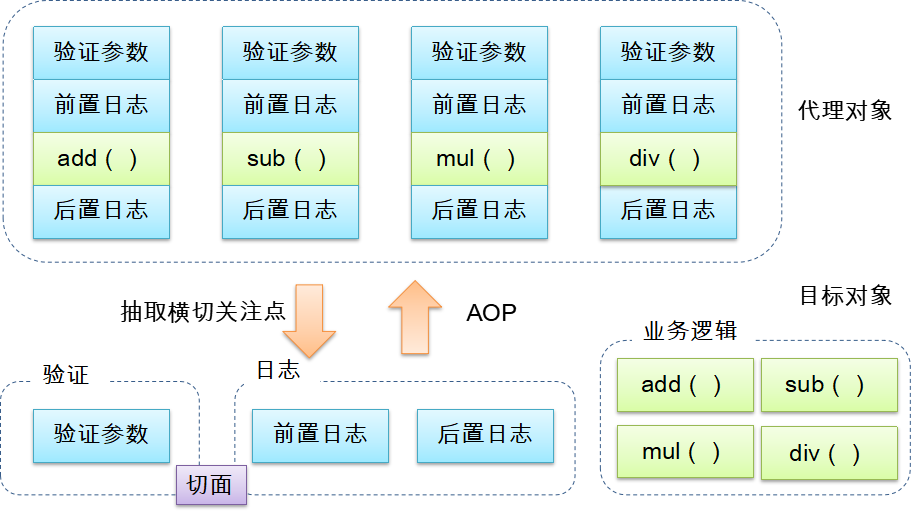 验证参数 验证参数 验证参数 验证参数
前置日志 前置日志 前置日志 前置日志
代理对象
add（ ） sub（ ） mul（ ） div（ ）
后置日志 后置日志 后置日志 后置日志
目标对象
抽取横切关注点 AOP
业务逻辑
验证 日志
add（ ） sub（ ）
验证参数 前置日志 后置日志
mul（ ） div（ ）
切面